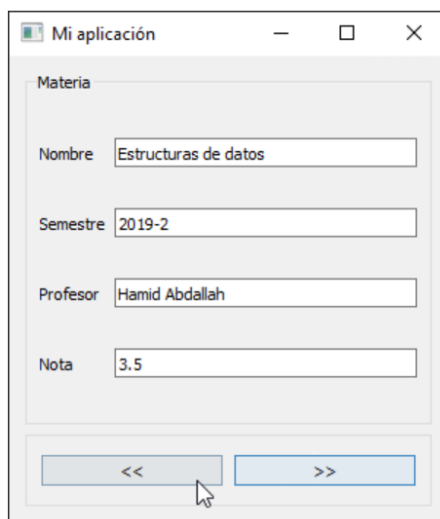 Mi aplicación
Materia
Nombre Estructuras de datos
Semestre 2019-2
Profesor Hamid Abdallah
Nota 3.5
<< >>